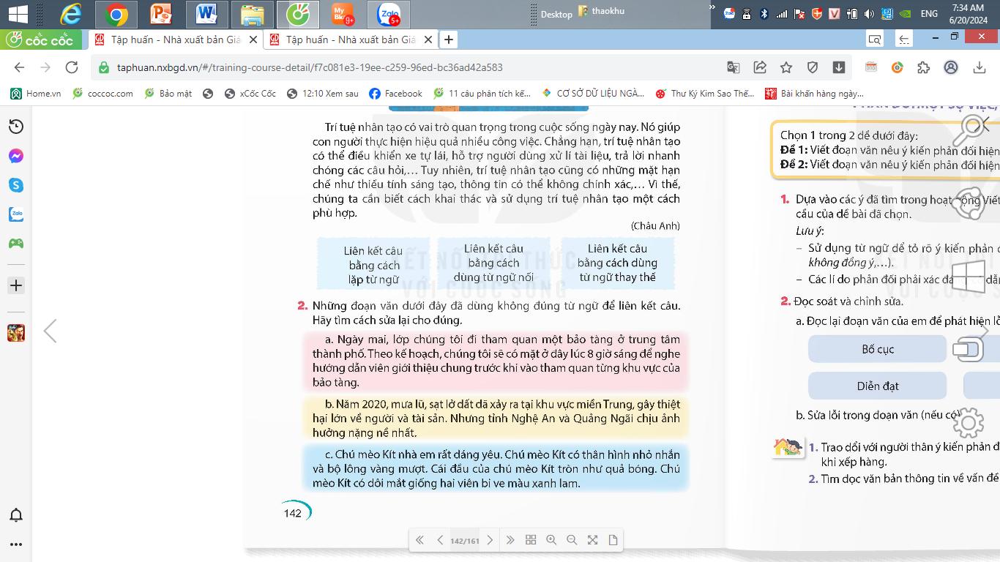 Desktop
thaokhu
»
ENG
7:34 AM
6/20/2024
My
Bk
9+
Zalo
5+
cốc cốc
Tập huấn - Nhà xuất bản Giá
Tập huấn - Nhà xuất bản Giá
taphuan.nxbgd.vn/#/training-course-detail/f7c081e3-19ee-c259-96ed-bc36ad42a583
Home.vn
coccoc.com
Bảo mật
xCốc Cốc
12:10 Xem sau
Facebook
11 câu phân tích kế...
CƠ SỞ DỮ LIỆU NGÀ...
Thư Ký Kim Sao Thế...
Bài khấn hàng ngày...
Trí tuệ nhân tạo có vai trò quan trọng trong cuộc sống ngày nay. Nó giúp
con người thực hiện hiệu quả nhiều công việc. Chẳng hạn, trí tuệ nhân tạo
có thể điều khiển xe tự lái, hỗ trợ người dùng xử lí tài liệu, trả lời nhanh
chóng các câu hỏi,... Tuy nhiên, trí tuệ nhân tạo cũng có những mặt hạn
chế như thiếu tính sáng tạo, thông tin có thể không chính xác,... Vì thế,
chúng ta cần biết cách khai thác và sử dụng trí tuệ nhân tạo một cách
phù hợp.
(Châu Anh)
Liên kết câu
bằng cách
lặp từ ngữ
Liên kết câu
bằng cách
dùng từ ngữ nối
Liên kết câu
bằng cách dùng
từ ngữ thay thế
KẾT NỐI TRI THỨC
VỚI CUỘC SỐNG
2. Những đoạn văn dưới đây đã dùng không đúng từ ngữ để liên kết câu.
Hãy tìm cách sửa lại cho đúng.
a. Ngày mai, lớp chúng tôi đi tham quan một bảo tàng ở trung tâm
thành phố. Theo kế hoạch, chúng tôi sẽ có mặt ở đây lúc 8 giờ sáng để nghe
hướng dẫn viên giới thiệu chung trước khi vào tham quan từng khu vực của
bảo tàng.
b. Năm 2020, mưa lũ, sạt lở đất đã xảy ra tại khu vực miền Trung, gây thiệt
hại lớn về người và tài sản. Nhưng tỉnh Nghệ An và Quảng Ngãi chịu ảnh
hưởng nặng nề nhất.
c. Chú mèo Kít nhà em rất đáng yêu. Chú mèo Kít có thân hình nhỏ nhắn
và bộ lông vàng mượt. Cái đầu của chú mèo Kít tròn như quả bóng. Chú
mèo Kít có đôi mắt giống hai viên bi ve màu xanh lam.
142
Chọn 1 trong 2 đề dưới đây:
Đề 1: Viết đoạn văn nêu ý kiến phản đối hiện
Đề 2: Viết đoạn văn nêu ý kiến phản đối hiện
1. Dựa vào các ý đã tìm trong hoạt động Viết
cầu của đề bài đã chọn.
Lưu ý:
– Sử dụng từ ngữ để tỏ rõ ý kiến phản
không đồng ý,...).
– Các lí do phản đối phải xác đáng, có dẫn
2. Đọc soát và chỉnh sửa.
a. Đọc lại đoạn văn của em để phát hiện lỗ
Bố cục
Diễn đạt
b. Sửa lỗi trong đoạn văn (nếu có)
1. Trao đổi với người thân ý kiến phản đ
khi xếp hàng.
2. Tìm đọc văn bản thông tin về vấn đề
142/161